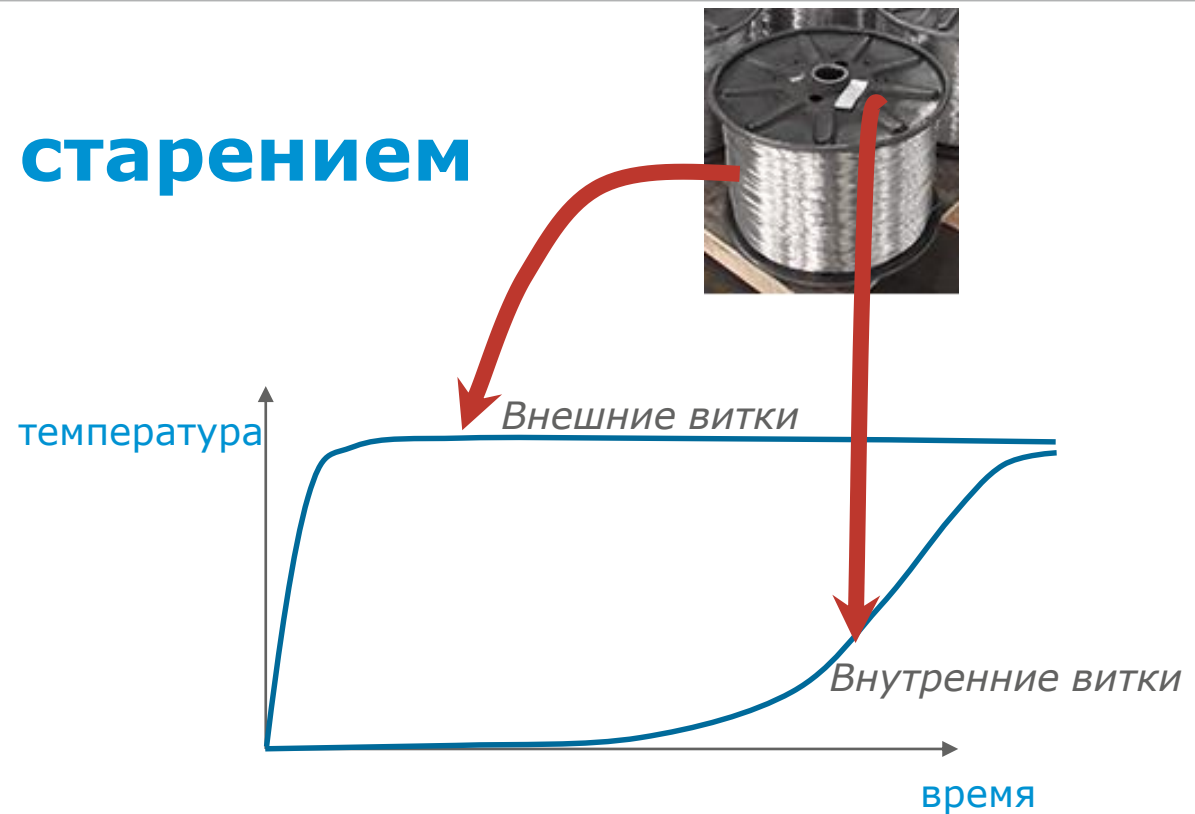 старением
температура
Внешние витки
Внутренние витки
время